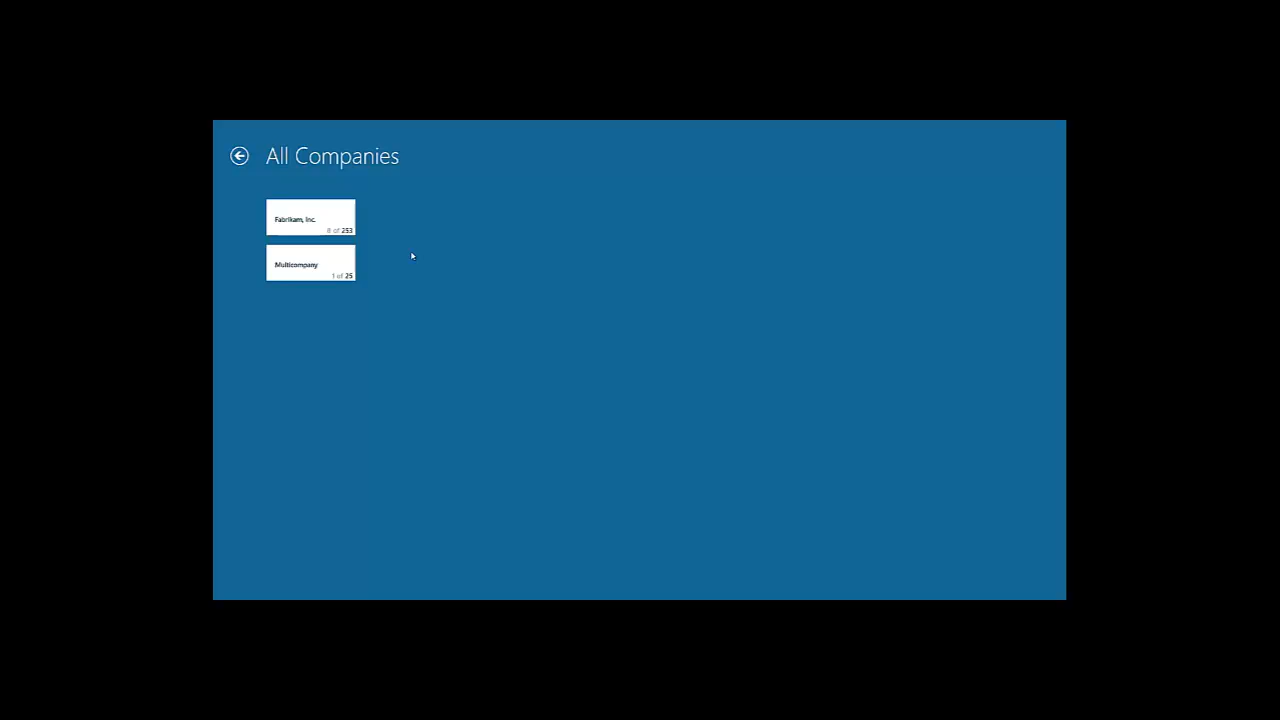 All Companies
Fabrikam, Inc.
8 of 253
Multicompany
1 of 25